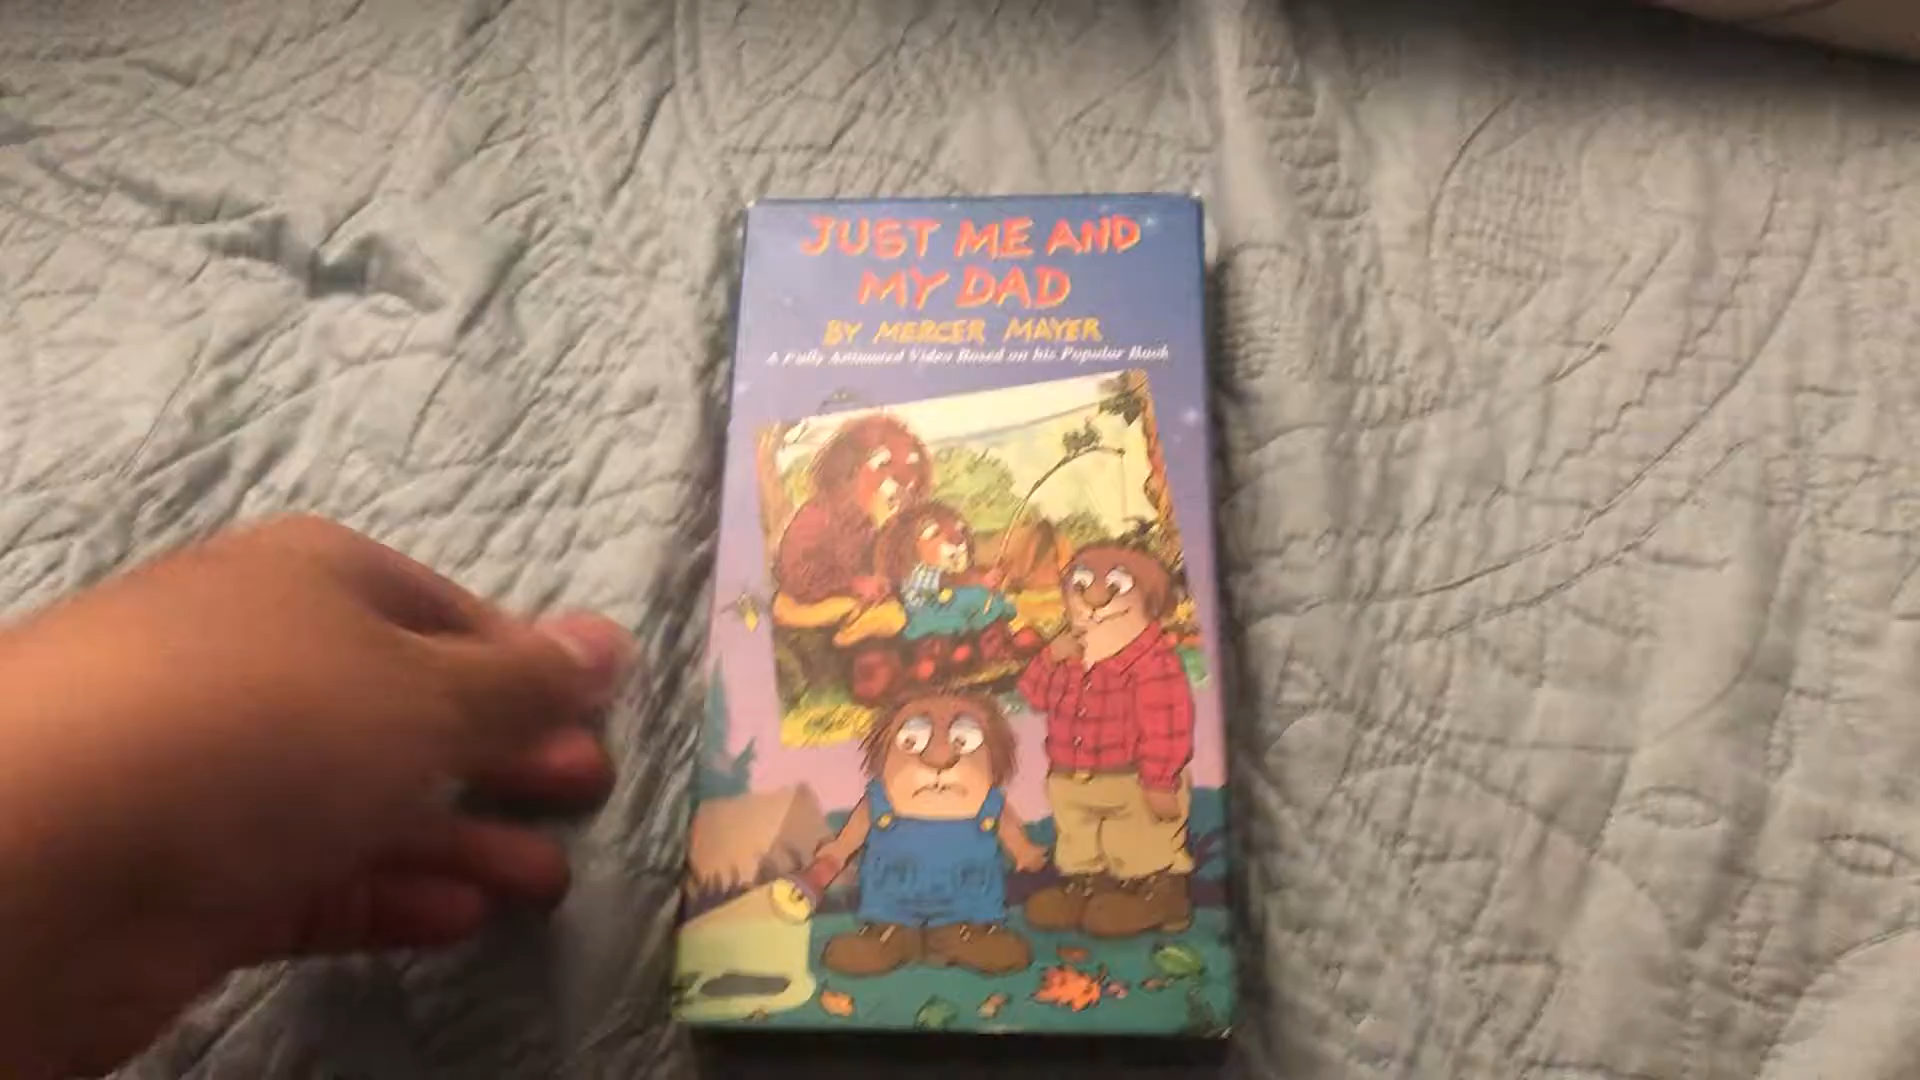 JUST ME AND
MY DAD
BY MERCER MAYER
A Fully Animated Video Based on his Popular Book